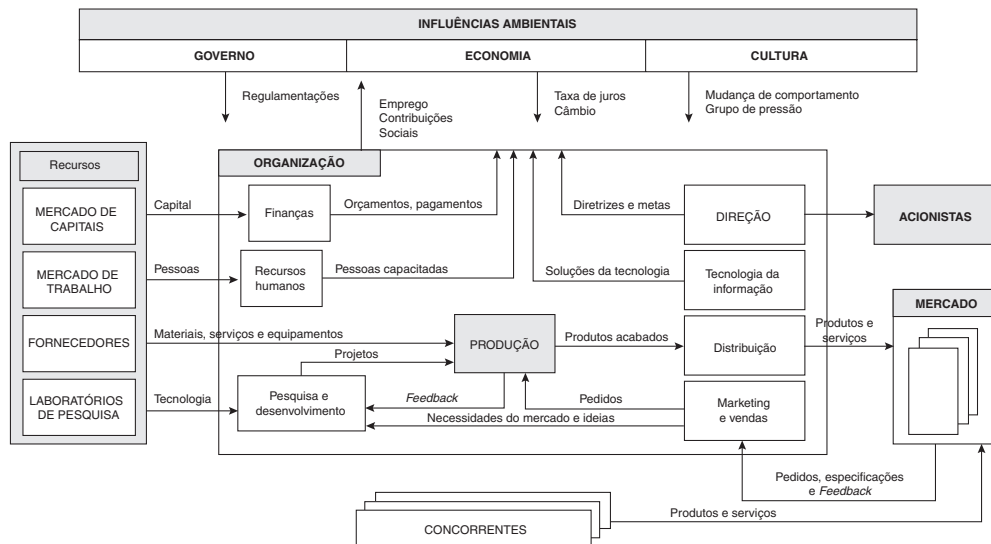 INFLUÊNCIAS AMBIENTAIS
GOVERNO
ECONOMIA
CULTURA
Regulamentações
Emprego
Contribuições
Sociais
Taxa de juros
Câmbio
Mudança de comportamento
Grupo de pressão
Recursos
MERCADO DE
CAPITAIS
MERCADO DE
TRABALHO
FORNECEDORES
LABORATÓRIOS
DE PESQUISA
ORGANIZAÇÃO
Capital
Finanças
Orçamentos, pagamentos
Diretrizes e metas
DIREÇÃO
ACIONISTAS
Pessoas
Recursos
humanos
Pessoas capacitadas
Soluções da tecnologia
Tecnologia da
informação
MERCADO
Materiais, serviços e equipamentos
PRODUÇÃO
Produtos acabados
Distribuição
Produtos e
serviços
Projetos
Tecnologia
Pesquisa e
desenvolvimento
Feedback
Pedidos
Necessidades do mercado e ideias
Marketing
e vendas
Pedidos, especificações
e Feedback
Produtos e serviços
CONCORRENTES